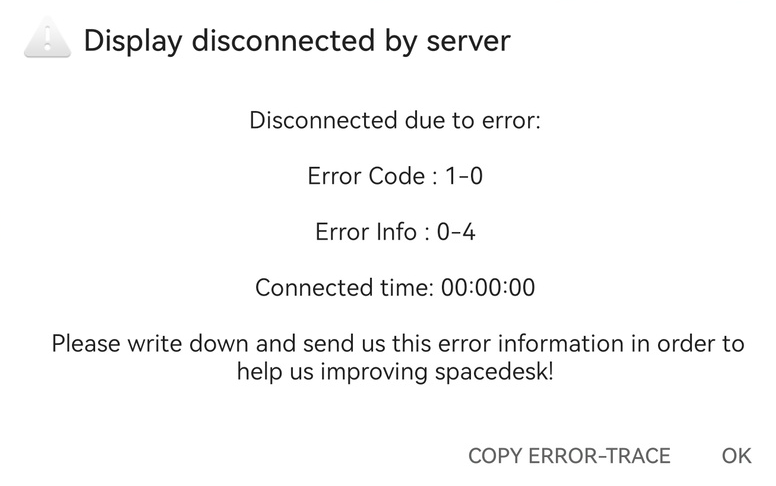 Display disconnected by server
Disconnected due to error:
Error Code : 1-0
Error Info : 0-4
Connected time: 00:00:00
Please write down and send us this error information in order to
help us improving spacedesk!
COPY ERROR-TRACE OK